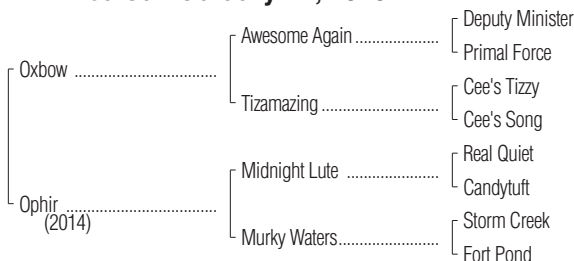 Deputy Minister
Awesome Again ..........................
Primal Force
Oxbow ............................................
Cee's Tizzy
Tizamazing ....................................
Cee's Song
Real Quiet
Midnight Lute ............................
Candytuft
Ophir ..............................................
(2014)
Storm Creek
Murky Waters...............................
Fort Pond